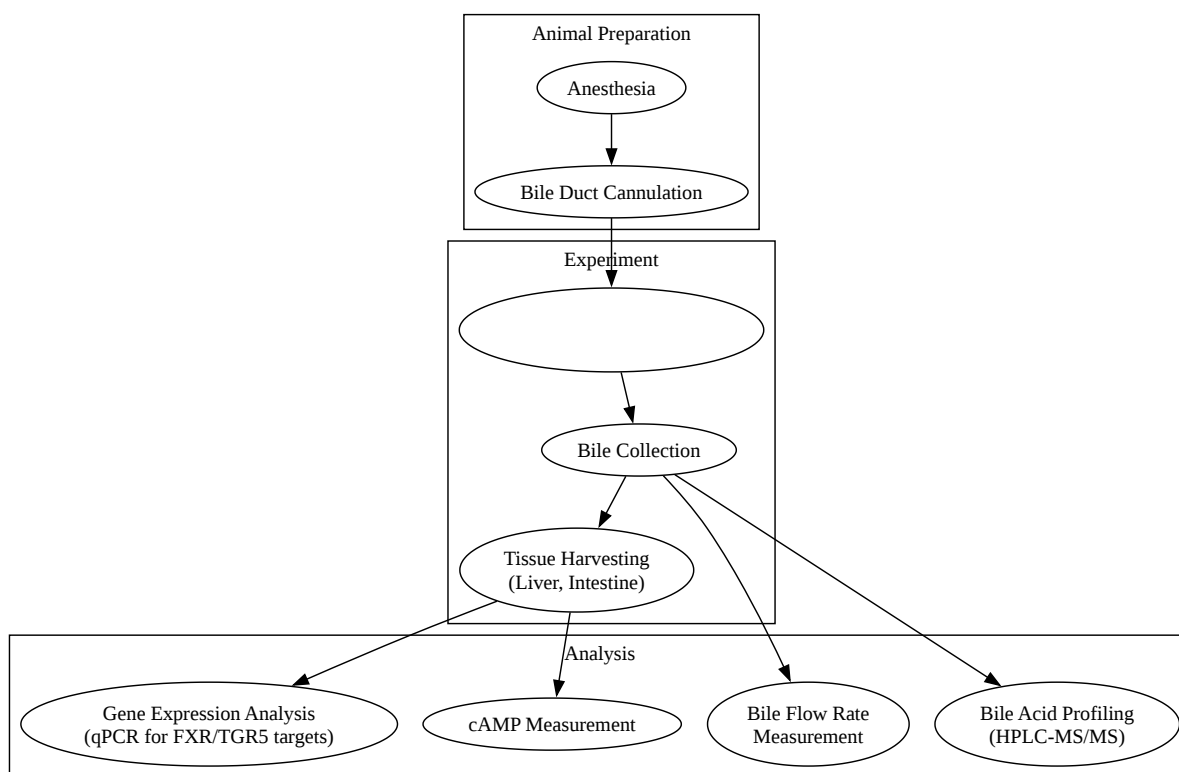 Animal Preparation
Anesthesia
Bile Duct Cannulation
Experiment
Bile Collection
Tissue Harvesting
(Liver, Intestine)
Analysis
Gene Expression Analysis
(qPCR for FXR/TGR5 targets)
cAMP Measurement
Bile Flow Rate
Measurement
Bile Acid Profiling
(HPLC-MS/MS)